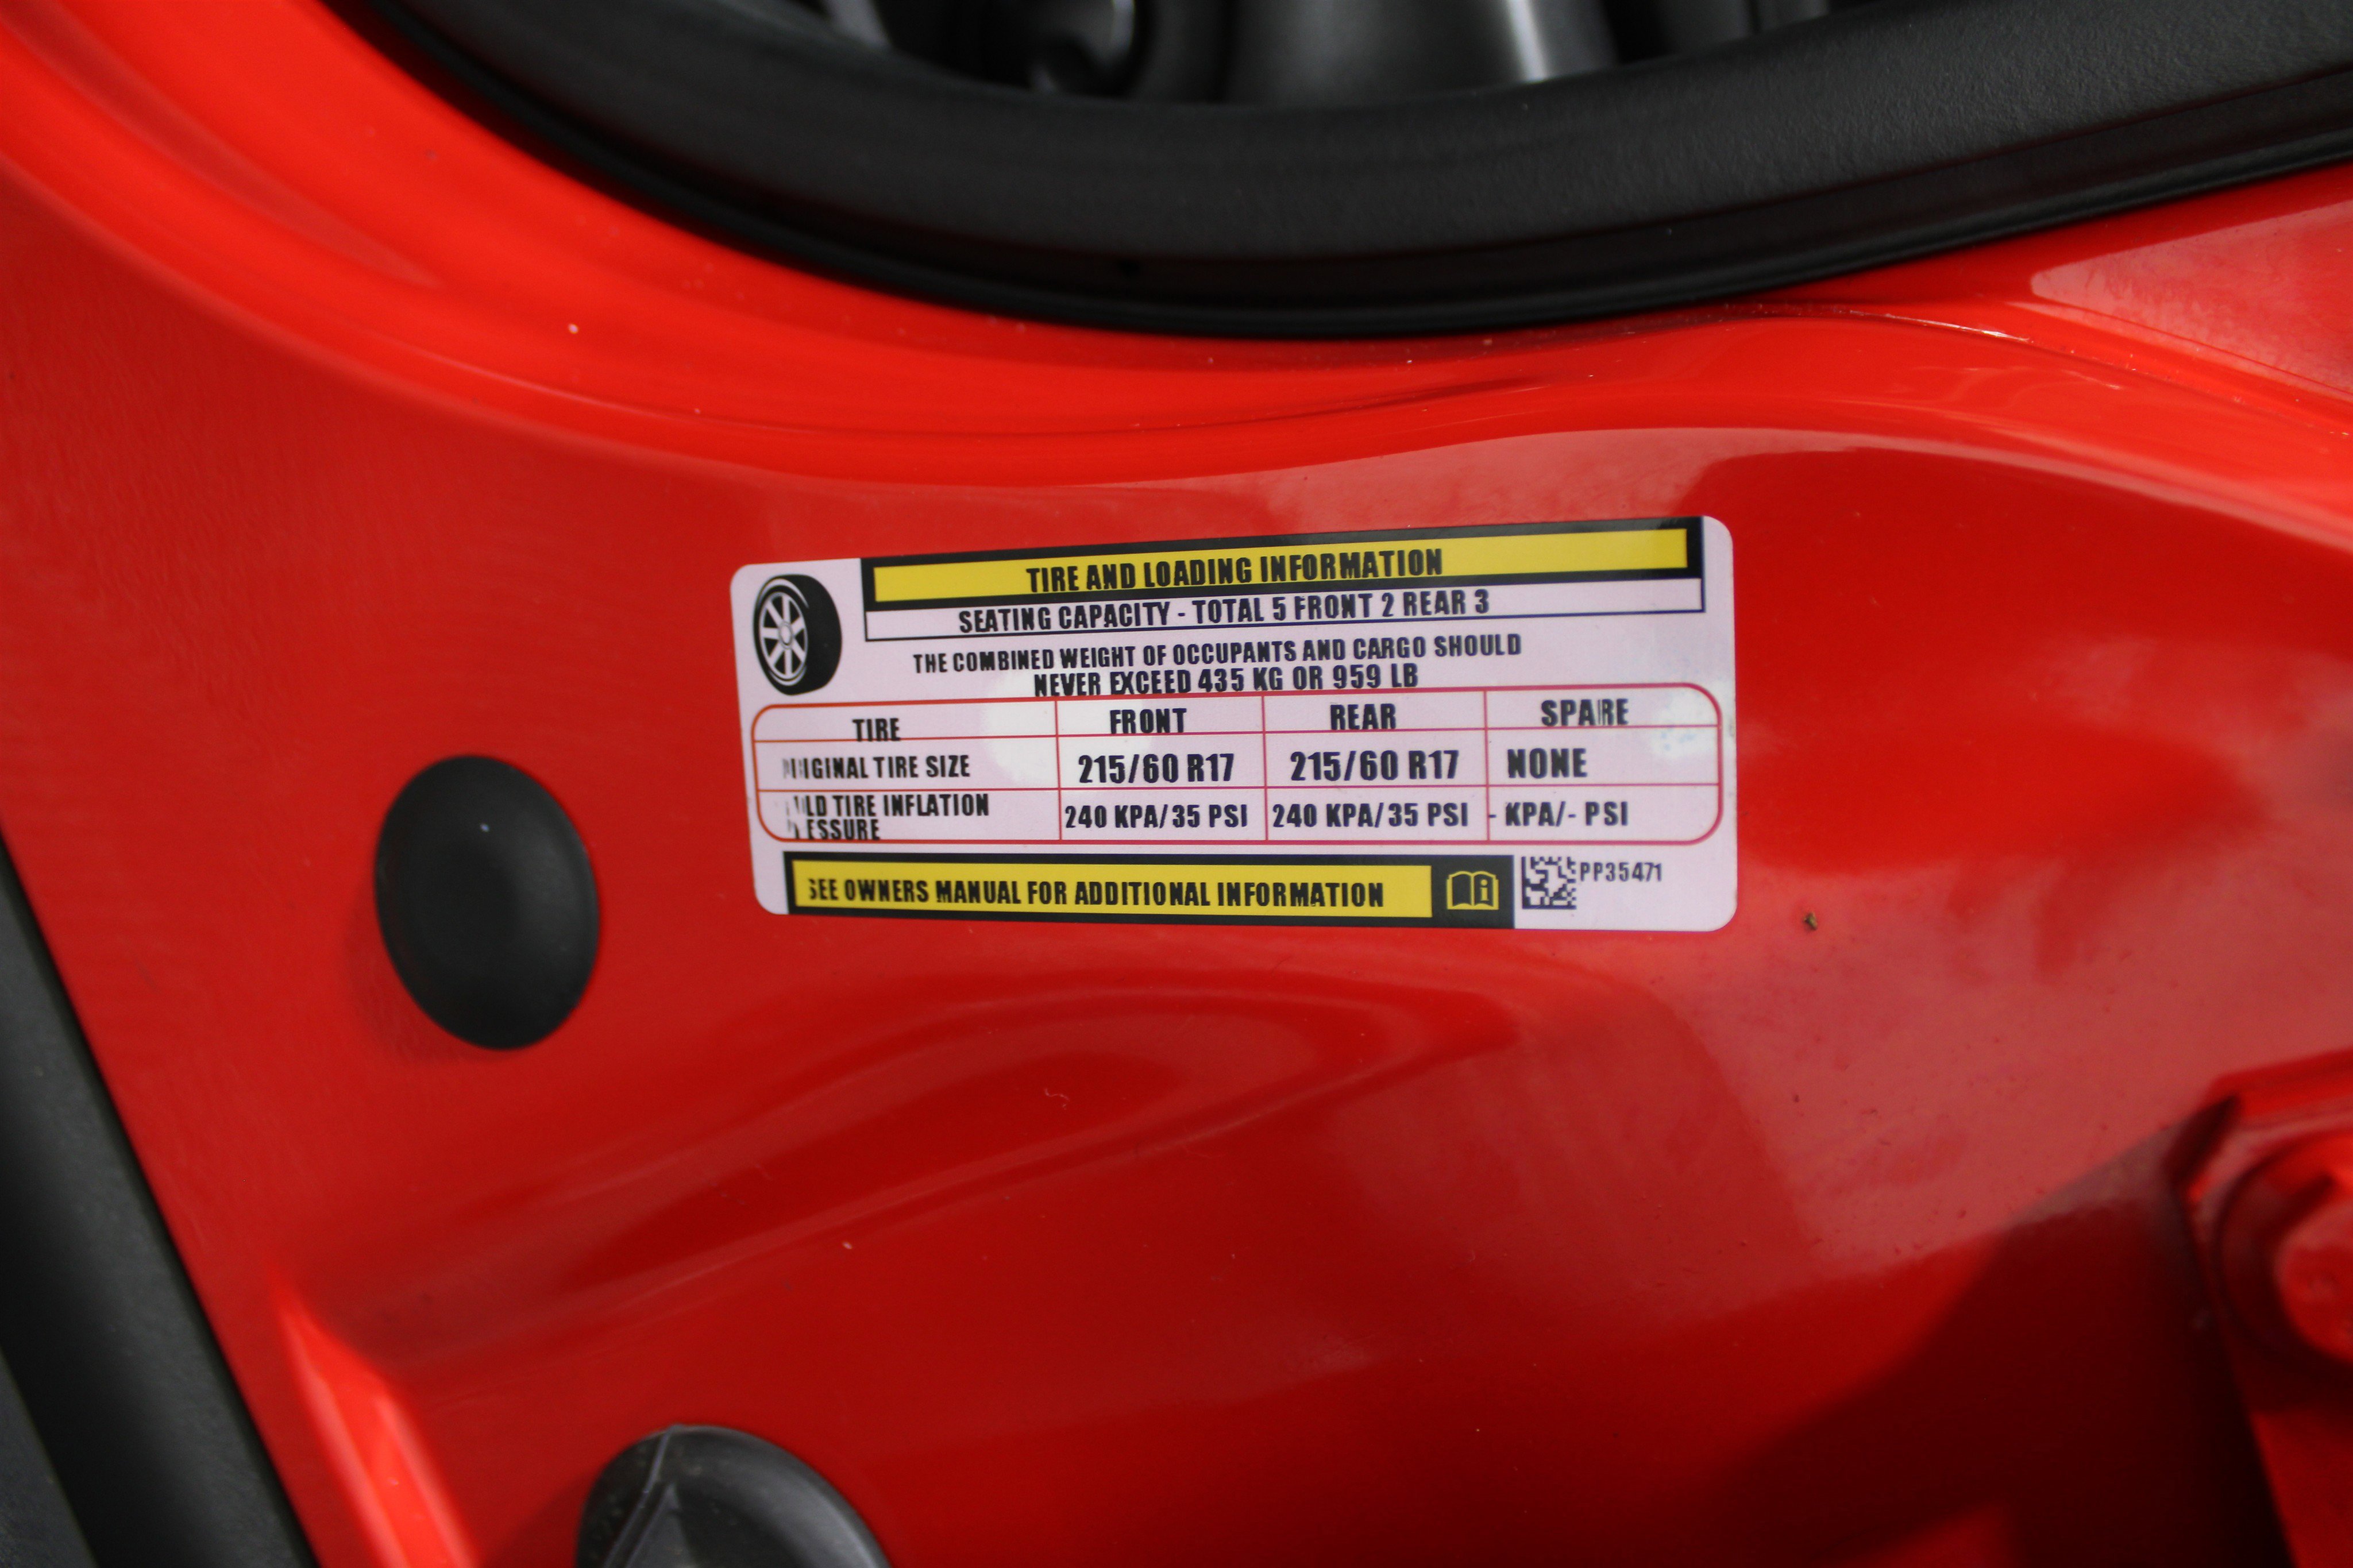 TIRE AND LOADING INFORMATION
SEATING CAPACITY - TOTAL 5 FRONT 2 REAR 3
THE COMBINED WEIGHT OF OCCUPANTS AND CARGO SHOULD
NEVER EXCEED 435 KG OR 959 LB
TIRE FRONT REAR SPARE
TIRE SIZE 215/60 R17 215/60 R17 NONE
TIRE INFLATION 240 KPA/35 PSI 240 KPA/35 PSI - KPA/- PSI
SEE OWNERS MANUAL FOR ADDITIONAL INFORMATION
PP35471